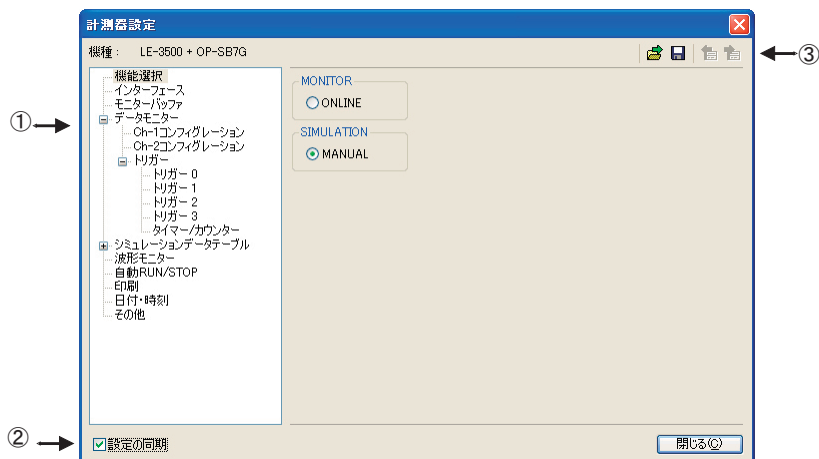 計測器設定
機種： LE-3500 + OP-SB7G
③
①
機能選択
インターフェース
モニターバッファ
データモニター
Ch-1コンフィグレーション
Ch-2コンフィグレーション
トリガー
トリガー 0
トリガー 1
トリガー 2
トリガー 3
タイマー/カウンター
シミュレーションデータテーブル
波形モニター
自動RUN/STOP
印刷
日付・時刻
その他
MONITOR
ONLINE
SIMULATION
MANUAL
②
設定の同期
閉じる(C)